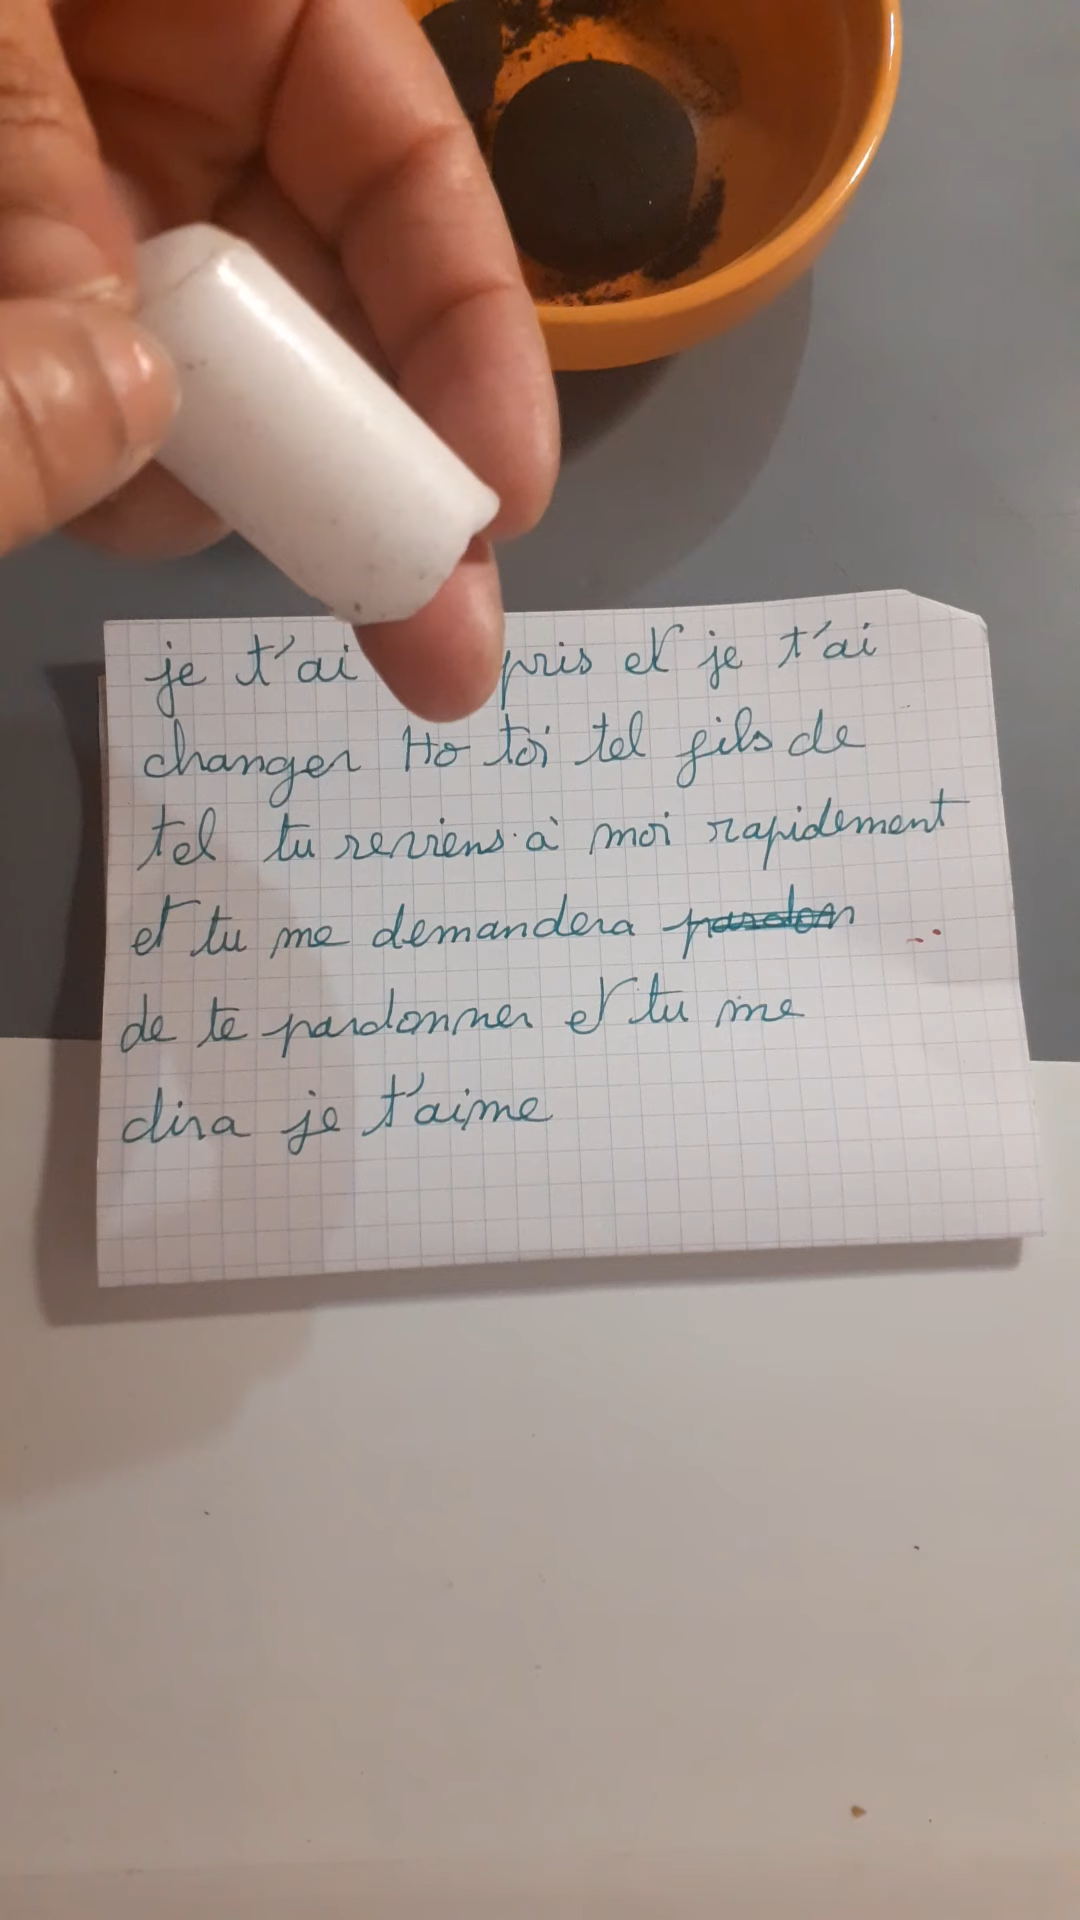 je t'ai pris et je t'ai
changer Ho toi tel fils de
tel tu reviens à moi rapidement
et tu me demandera pardon
de te pardonner et tu me
dira je t'aime